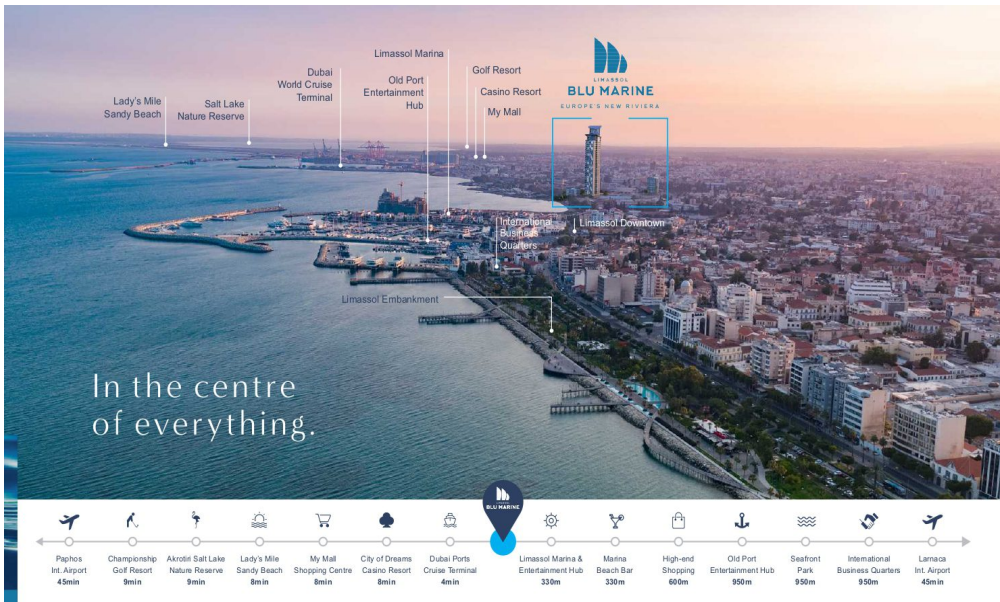 Limassol Marina
Golf Resort
Dubai
World Cruise
Terminal
Old Port
Entertainment
Hub
Casino Resort
My Mall
LIMASSOL
BLU MARINE
EUROPE'S NEW RIVIERA
Lady's Mile
Sandy Beach
Salt Lake
Nature Reserve
International
Business
Quarters
Limassol Downtown
Limassol Embankment
In the centre
of everything.
LIMASSOL
BLU MARINE
Paphos
Int. Airport
45min
Championship
Golf Resort
9min
Akrotiri Salt Lake
Nature Reserve
9min
Lady's Mile
Sandy Beach
8min
My Mall
Shopping Centre
8min
City of Dreams
Casino Resort
8min
Dubai Ports
Cruise Terminal
4min
Limassol Marina &
Entertainment Hub
330m
Marina
Beach Bar
330m
High-end
Shopping
600m
Old Port
Entertainment Hub
950m
Seafront
Park
950m
International
Business Quarters
950m
Larnaca
Int. Airport
45min